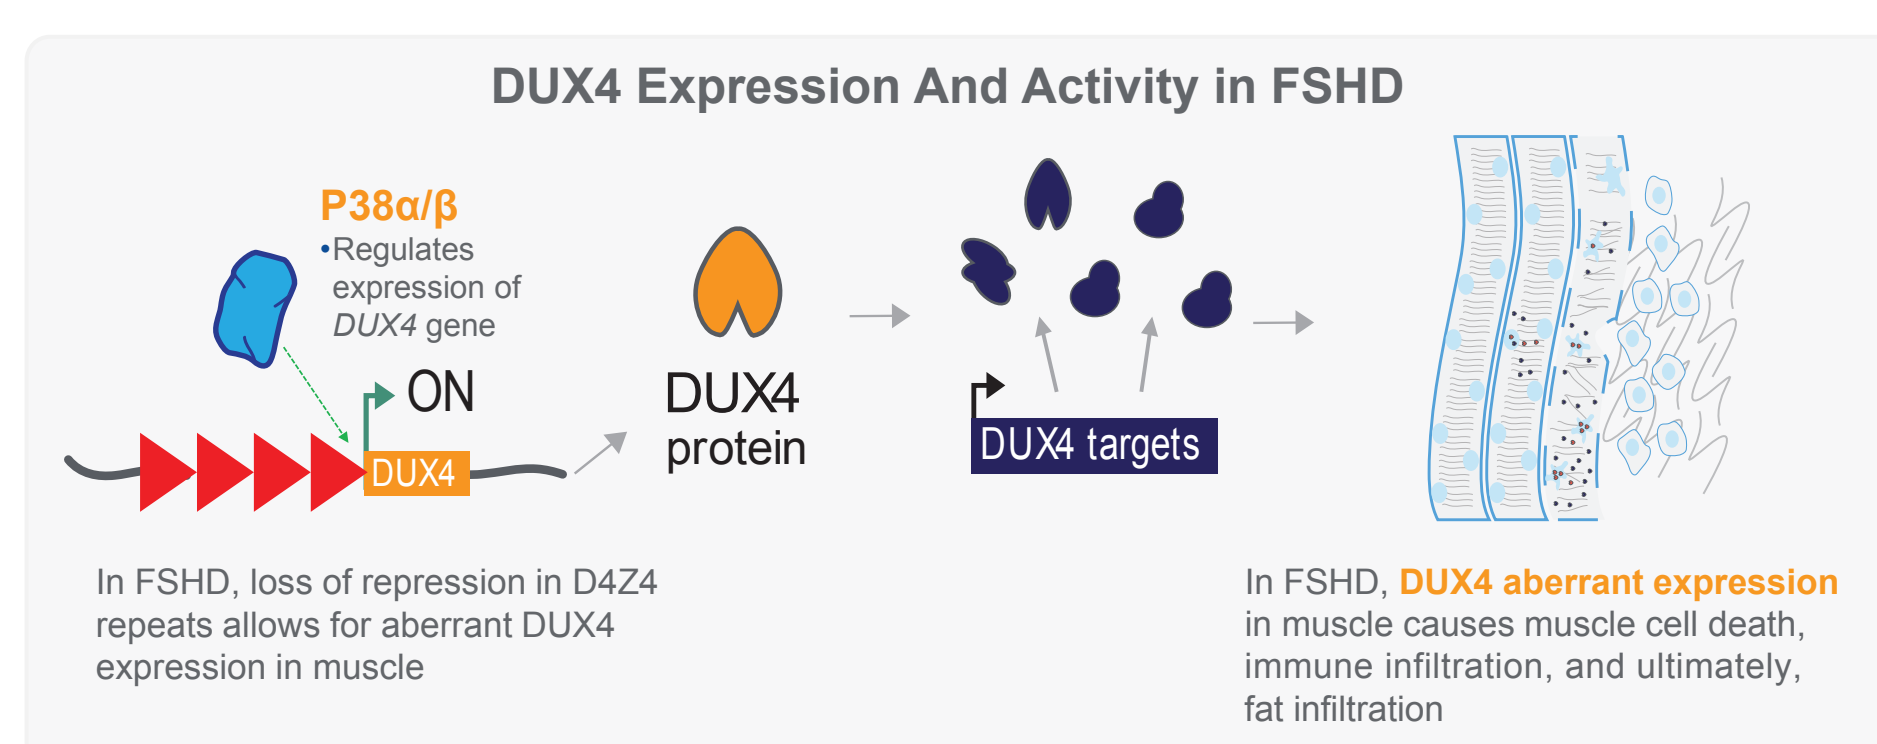 DUX4 Expression And Activity in FSHD
P38α/β
•Regulates
expression of
DUX4 gene
ON
DUX4
DUX4
protein
DUX4 targets
In FSHD, loss of repression in D4Z4
repeats allows for aberrant DUX4
expression in muscle
In FSHD, DUX4 aberrant expression
in muscle causes muscle cell death,
immune infiltration, and ultimately,
fat infiltration